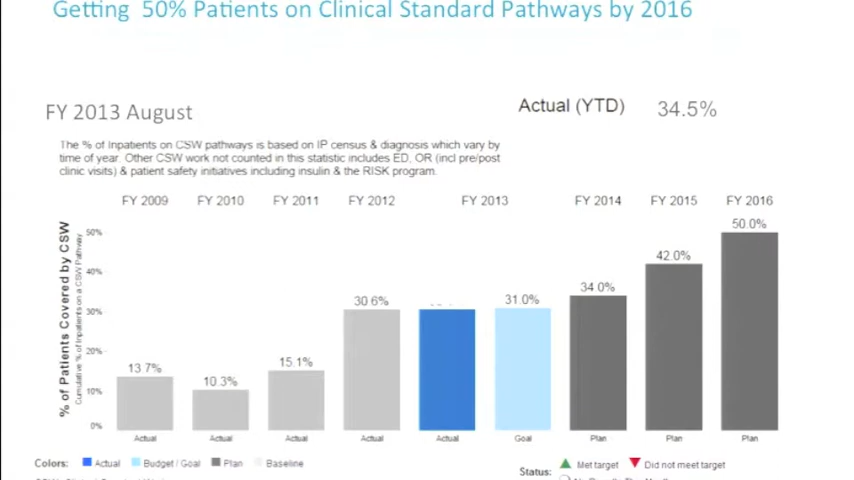 Getting 50% Patients on Clinical Standard Pathways by 2016
FY 2013 August
Actual (YTD) 34.5%
The % of Inpatients on CSW pathways is based on IP census & diagnosis which vary by
time of year. Other CSW work not counted in this statistic includes ED, OR (incl pre/post
clinic visits) & patient safety initiatives including insulin & the RISK program.
FY 2009 FY 2010 FY 2011 FY 2012 FY 2013 FY 2014 FY 2015 FY 2016
% of Patients Covered by CSW
Cumulative % of Inpatients on a CSW Pathway
50%
40%
30%
20%
10%
0%
13.7%
10.3%
15.1%
30.6%
31.0%
34.0%
42.0%
50.0%
Actual Actual Actual Actual Actual Goal Plan Plan Plan
Colors: Actual Budget / Goal Plan Baseline
Status: Met target Did not meet target